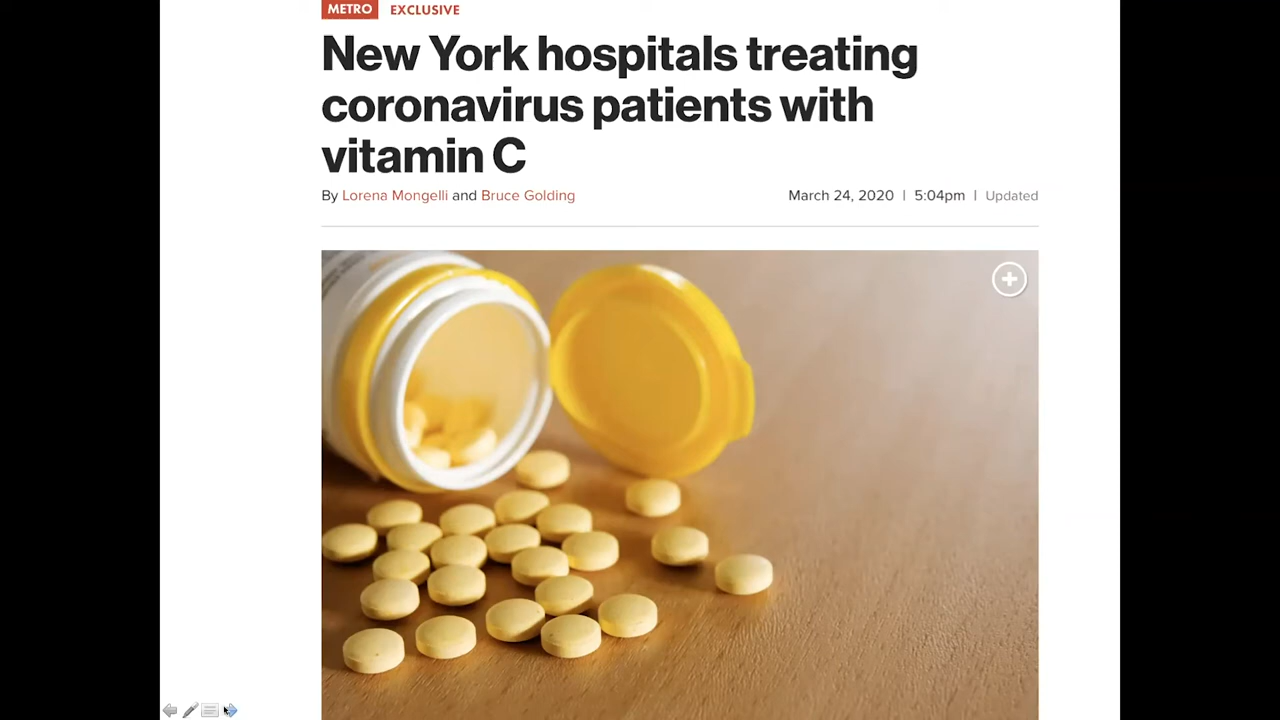 METRO EXCLUSIVE
New York hospitals treating
coronavirus patients with
vitamin C
By Lorena Mongelli and Bruce Golding March 24, 2020 | 5:04pm | Updated